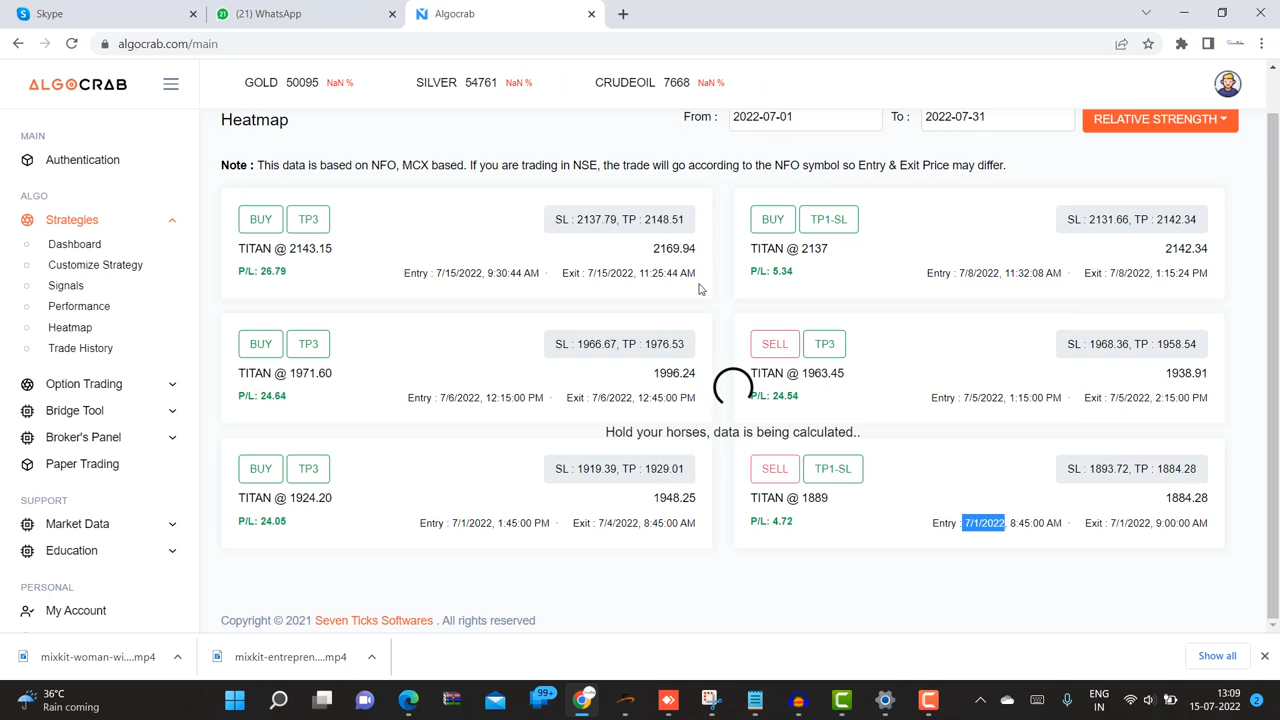 Skype
(21) WhatsApp
Algocrab
algocrab.com/main
ALGOCRAB
GOLD 50095 NaN %
SILVER 54761 NaN %
CRUDEOIL 7668 NaN %
MAIN
Authentication
ALGO
Strategies
Dashboard
Customize Strategy
Signals
Performance
Heatmap
Trade History
Option Trading
Bridge Tool
Broker's Panel
Paper Trading
SUPPORT
Market Data
Education
PERSONAL
My Account
Heatmap
From : 2022-07-01 To : 2022-07-31
RELATIVE STRENGTH
Note : This data is based on NFO, MCX based. If you are trading in NSE, the trade will go according to the NFO symbol so Entry & Exit Price may differ.
BUY TP3 SL : 2137.79, TP : 2148.51
TITAN @ 2143.15 2169.94
P/L: 26.79 Entry : 7/15/2022, 9:30:44 AM · Exit : 7/15/2022, 11:25:44 AM
BUY TP1-SL SL : 2131.66, TP : 2142.34
TITAN @ 2137 2142.34
P/L: 5.34 Entry : 7/8/2022, 11:32:08 AM · Exit : 7/8/2022, 1:15:24 PM
BUY TP3 SL : 1966.67, TP : 1976.53
TITAN @ 1971.60 1996.24
P/L: 24.64 Entry : 7/6/2022, 12:15:00 PM · Exit : 7/6/2022, 12:45:00 PM
SELL TP3 SL : 1968.36, TP : 1958.54
TITAN @ 1963.45 1938.91
P/L: 24.54 Entry : 7/5/2022, 1:15:00 PM · Exit : 7/5/2022, 2:15:00 PM
Hold your horses, data is being calculated..
BUY TP3 SL : 1919.39, TP : 1929.01
TITAN @ 1924.20 1948.25
P/L: 24.05 Entry : 7/1/2022, 1:45:00 PM · Exit : 7/4/2022, 8:45:00 AM
SELL TP1-SL SL : 1893.72, TP : 1884.28
TITAN @ 1889 1884.28
P/L: 4.72 Entry : 7/1/2022, 8:45:00 AM · Exit : 7/1/2022, 9:00:00 AM
Copyright © 2021 Seven Ticks Softwares . All rights reserved
mixkit-woman-wi....mp4
mixkit-entrepren....mp4
Show all
36°C
Rain coming
99+
ENG
IN
13:09
15-07-2022